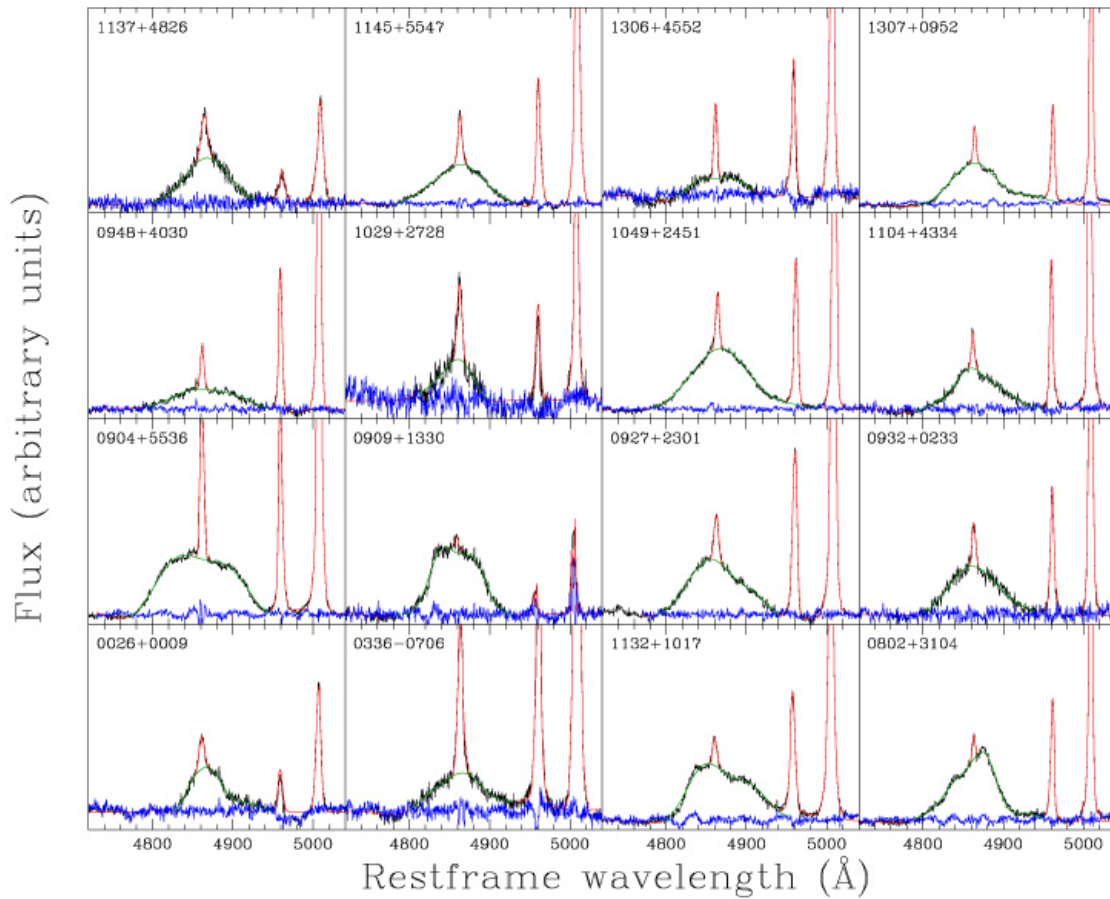 1137+4826 1145+5547 1306+4552 1307+0952
0948+4030 1029+2728 1049+2451 1104+4334
0904+5536 0909+1330 0927+2301 0932+0233
0026+0009 0336-0706 1132+1017 0802+3104
4800 4900 5000 4800 4900 5000 4800 4900 5000 4800 4900 5000
Restframe wavelength (Å)
Flux (arbitrary units)